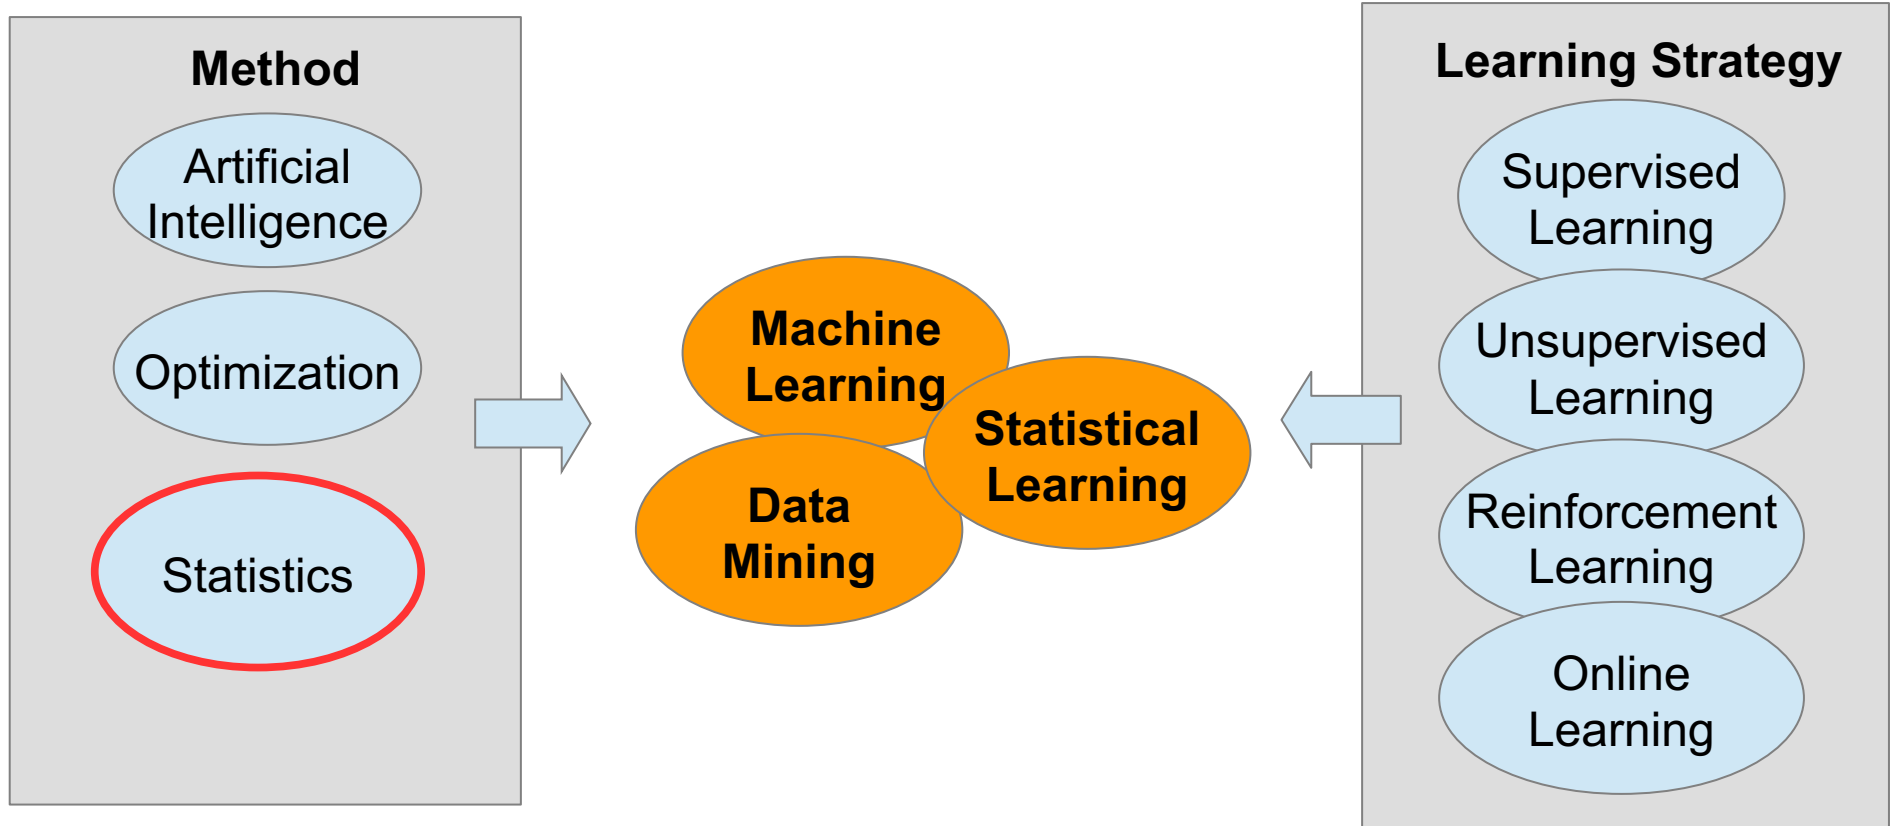 Method
Artificial
Intelligence
Optimization
Statistics
Machine
Learning
Statistical
Learning
Data
Mining
Learning Strategy
Supervised
Learning
Unsupervised
Learning
Reinforcement
Learning
Online
Learning